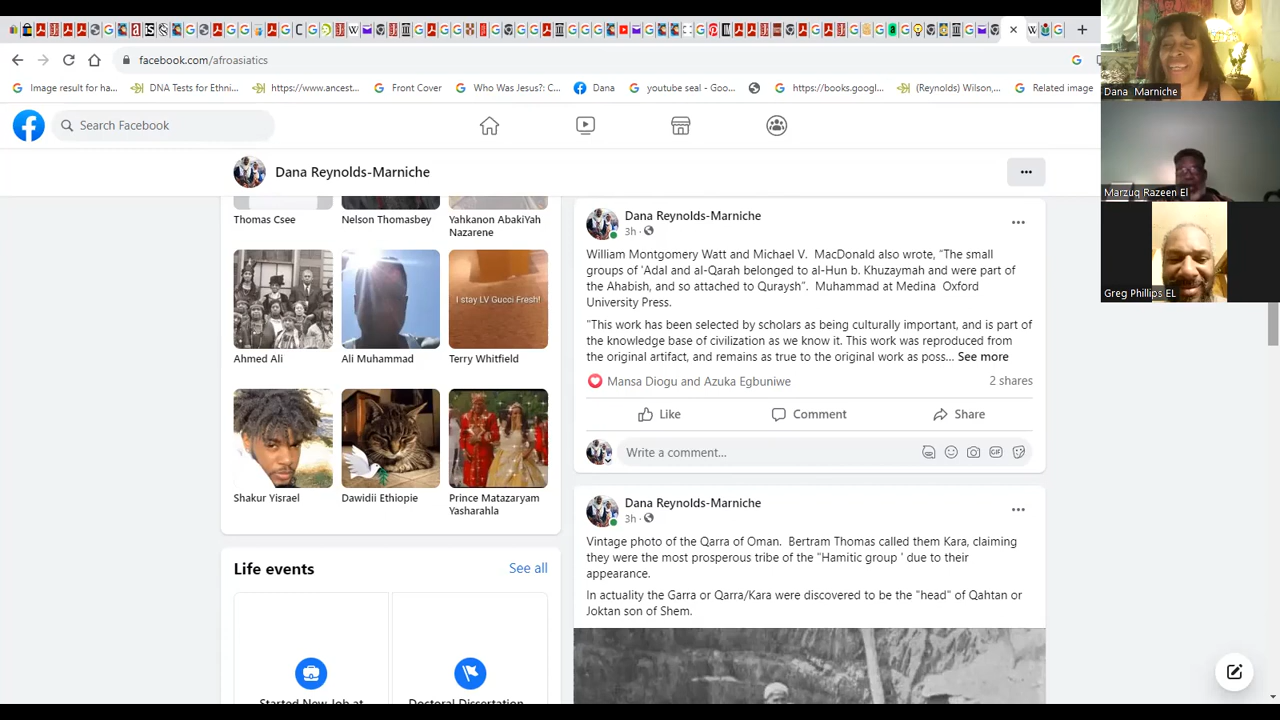 facebook.com/afroasiatics
Image result for ha...
DNA Tests for Ethni...
https://www.ancest...
Front Cover
Who Was Jesus?: C...
Dana
youtube seal - Goo...
https://books.googl...
(Reynolds) Wilson,...
Related image
Search Facebook
Dana Reynolds-Marniche
Thomas Csee
Nelson Thomasbey
Yahkanon AbakiYah
Nazarene
I stay LV Gucci Fresh!
Ahmed Ali
Ali Muhammad
Terry Whitfield
Shakur Yisrael
Dawidii Ethiopie
Prince Matazaryam
Yasharahla
Life events
See all
Started New Job at
Doctoral Dissertation
Dana Reynolds-Marniche
3h
William Montgomery Watt and Michael V. MacDonald also wrote, "The small
groups of 'Adal and al-Qarah belonged to al-Hun b. Khuzaymah and were part of
the Ahabish, and so attached to Quraysh". Muhammad at Medina Oxford
University Press.
"This work has been selected by scholars as being culturally important, and is part of
the knowledge base of civilization as we know it. This work was reproduced from
the original artifact, and remains as true to the original work as poss... See more
Mansa Diogu and Azuka Egbuniwe
2 shares
Like
Comment
Share
Write a comment...
GIF
Dana Reynolds-Marniche
3h
Vintage photo of the Qarra of Oman. Bertram Thomas called them Kara, claiming
they were the most prosperous tribe of the "Hamitic group ' due to their
appearance.
In actuality the Garra or Qarra/Kara were discovered to be the "head" of Qahtan or
Joktan son of Shem.
Dana Marniche
Marzuq Razeen El
Greg Phillips EL